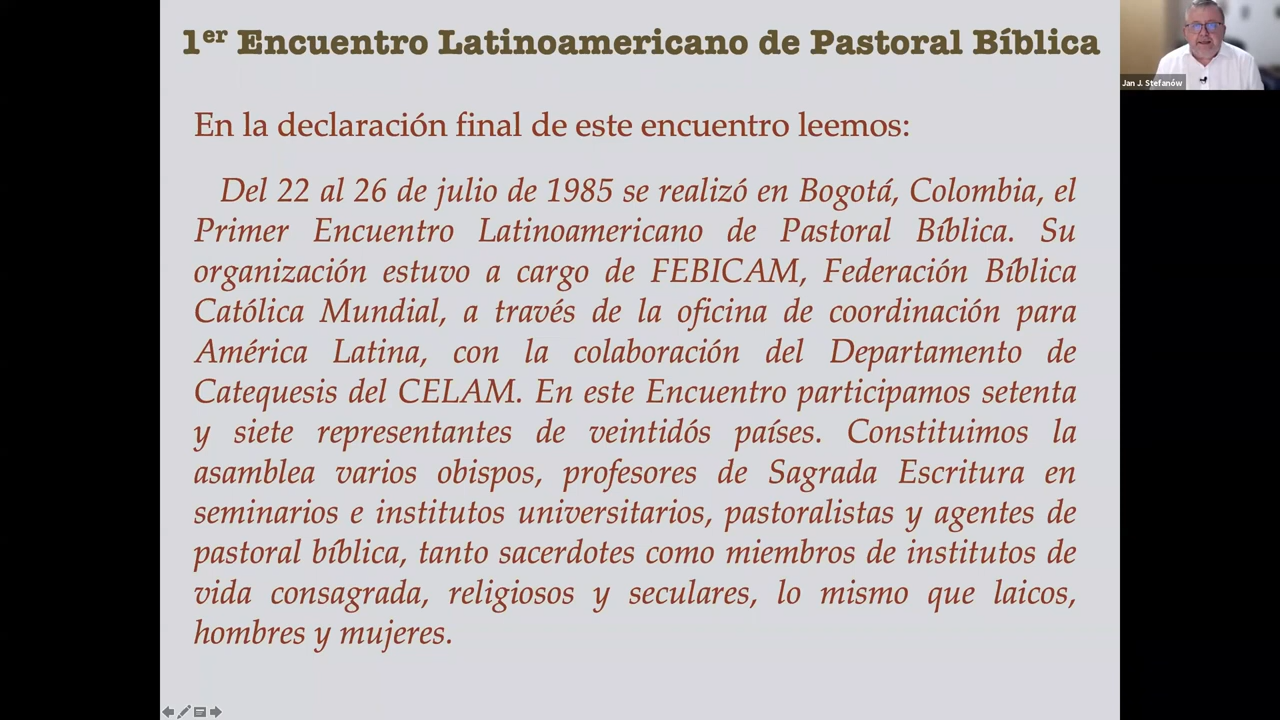 1er Encuentro Latinoamericano de Pastoral Bíblica
Jan J. Stefanów
En la declaración final de este encuentro leemos:
Del 22 al 26 de julio de 1985 se realizó en Bogotá, Colombia, el
Primer Encuentro Latinoamericano de Pastoral Bíblica. Su
organización estuvo a cargo de FEBICAM, Federación Bíblica
Católica Mundial, a través de la oficina de coordinación para
América Latina, con la colaboración del Departamento de
Catequesis del CELAM. En este Encuentro participamos setenta
y siete representantes de veintidós países. Constituimos la
asamblea varios obispos, profesores de Sagrada Escritura en
seminarios e institutos universitarios, pastoralistas y agentes de
pastoral bíblica, tanto sacerdotes como miembros de institutos de
vida consagrada, religiosos y seculares, lo mismo que laicos,
hombres y mujeres.